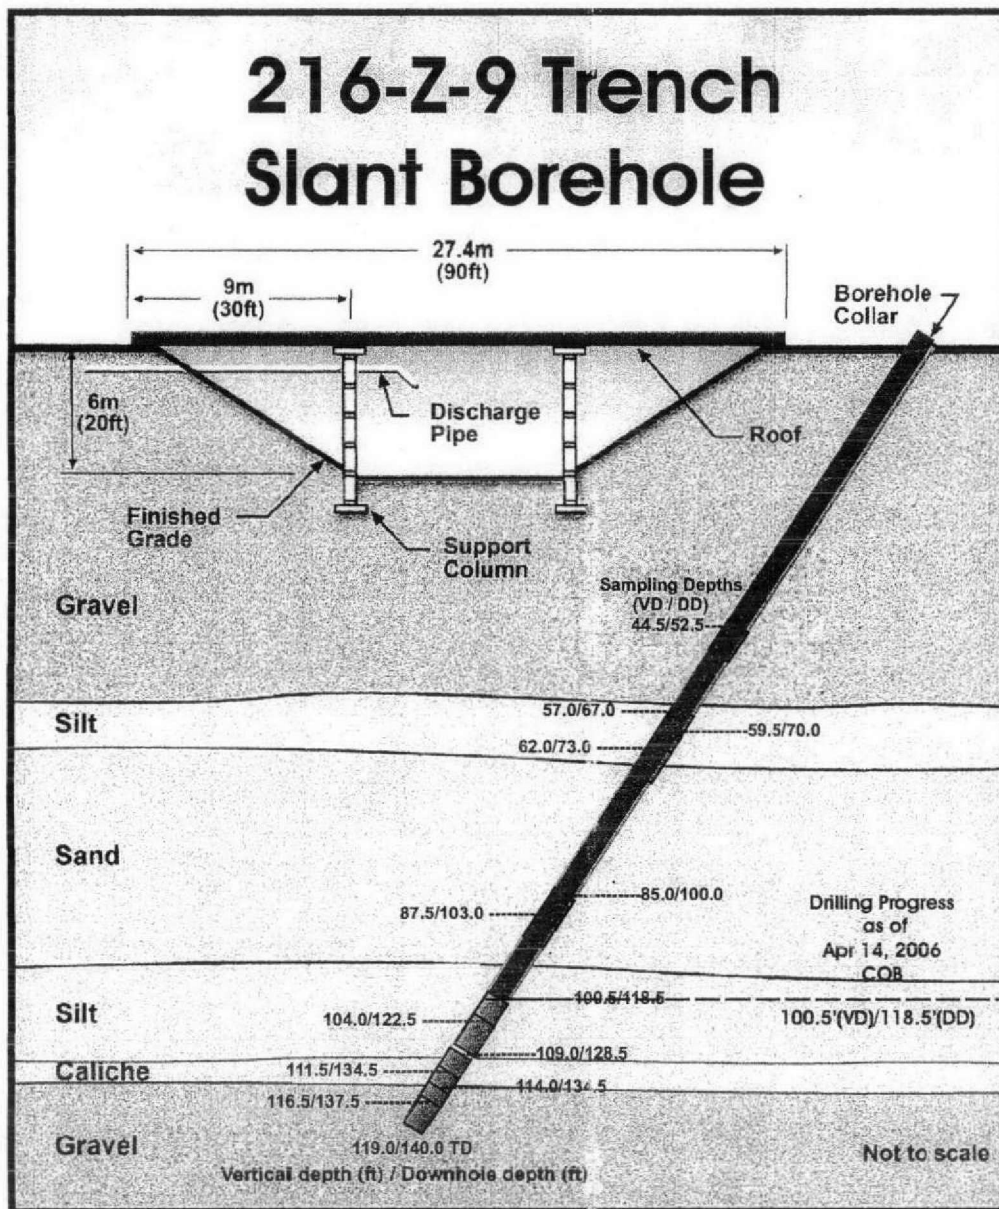 216-Z-9 Trench
Slant Borehole
27.4m
(90ft)
9m
(30ft)
Borehole
Collar
6m
(20ft)
Discharge
Pipe
Roof
Finished
Grade
Support
Column
Sampling Depths
(VD / DD)
44.5/52.5
Gravel
57.0/67.0
59.5/70.0
Silt
62.0/73.0
Sand
85.0/100.0
87.5/103.0
Drilling Progress
as of
Apr 14, 2006
COB
100.5/118.5
100.5'(VD)/118.5'(DD)
Silt
104.0/122.5
109.0/128.5
Caliche
111.5/134.5
114.0/134.5
116.5/137.5
Gravel
119.0/140.0 TD
Vertical depth (ft) / Downhole depth (ft)
Not to scale